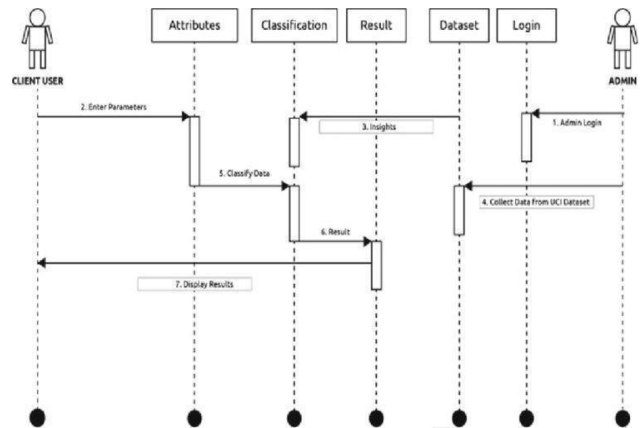 Attributes
Classification
Result
Dataset
Login
CLIENT USER
ADMIN
2. Enter Parameters
3. Insights
1. Admin Login
5. Classify Data
4. Collect Data from UCI Dataset
6. Result
7. Display Results